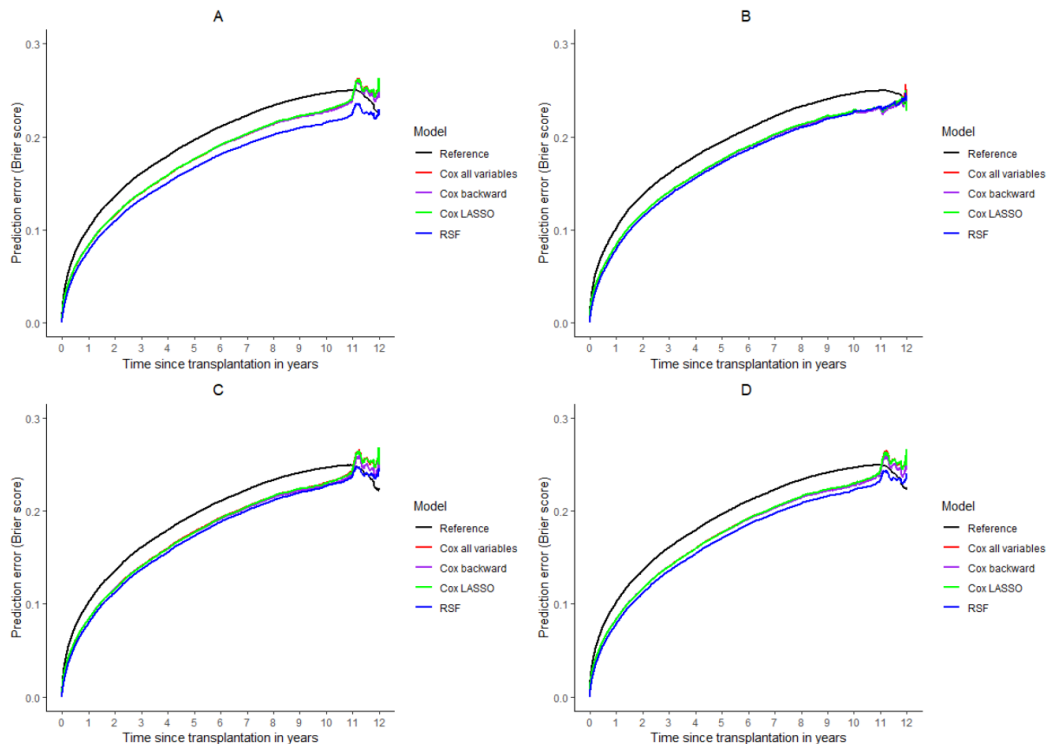 A
Prediction error (Brier score)
0.3
0.2
0.1
0.0
0 1 2 3 4 5 6 7 8 9 10 11 12
Time since transplantation in years
Model
Reference
Cox all variables
Cox backward
Cox LASSO
RSF
B
Prediction error (Brier score)
0.3
0.2
0.1
0.0
0 1 2 3 4 5 6 7 8 9 10 11 12
Time since transplantation in years
Model
Reference
Cox all variables
Cox backward
Cox LASSO
RSF
C
Prediction error (Brier score)
0.3
0.2
0.1
0.0
0 1 2 3 4 5 6 7 8 9 10 11 12
Time since transplantation in years
Model
Reference
Cox all variables
Cox backward
Cox LASSO
RSF
D
Prediction error (Brier score)
0.3
0.2
0.1
0.0
0 1 2 3 4 5 6 7 8 9 10 11 12
Time since transplantation in years
Model
Reference
Cox all variables
Cox backward
Cox LASSO
RSF